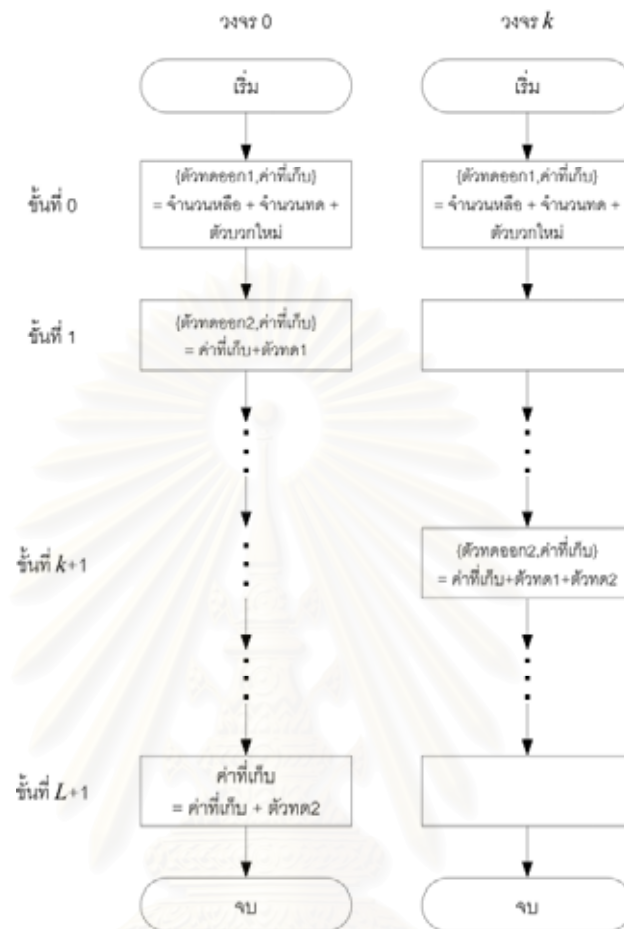 วงจร 0
วงจร k
เริ่ม
เริ่ม
ขั้นที่ 0
{ตัวทดออก1,ค่าที่เก็บ}
= จำนวนหลือ + จำนวนทด +
ตัวบวกใหม่
{ตัวทดออก1,ค่าที่เก็บ}
= จำนวนหลือ + จำนวนทด +
ตัวบวกใหม่
ขั้นที่ 1
{ตัวทดออก2,ค่าที่เก็บ}
= ค่าที่เก็บ+ตัวทด1
ขั้นที่ k+1
{ตัวทดออก2,ค่าที่เก็บ}
= ค่าที่เก็บ+ตัวทด1+ตัวทด2
ขั้นที่ L+1
ค่าที่เก็บ
= ค่าที่เก็บ + ตัวทด2
จบ
จบ